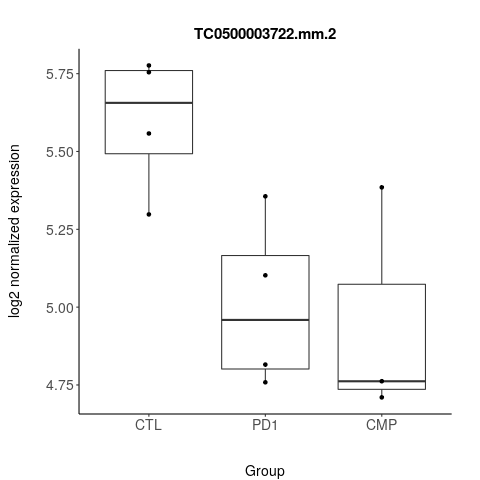 TC0500003722.mm.2
log2 normalized expression
5.75
5.50
5.25
5.00
4.75
CTL PD1 CMP
Group